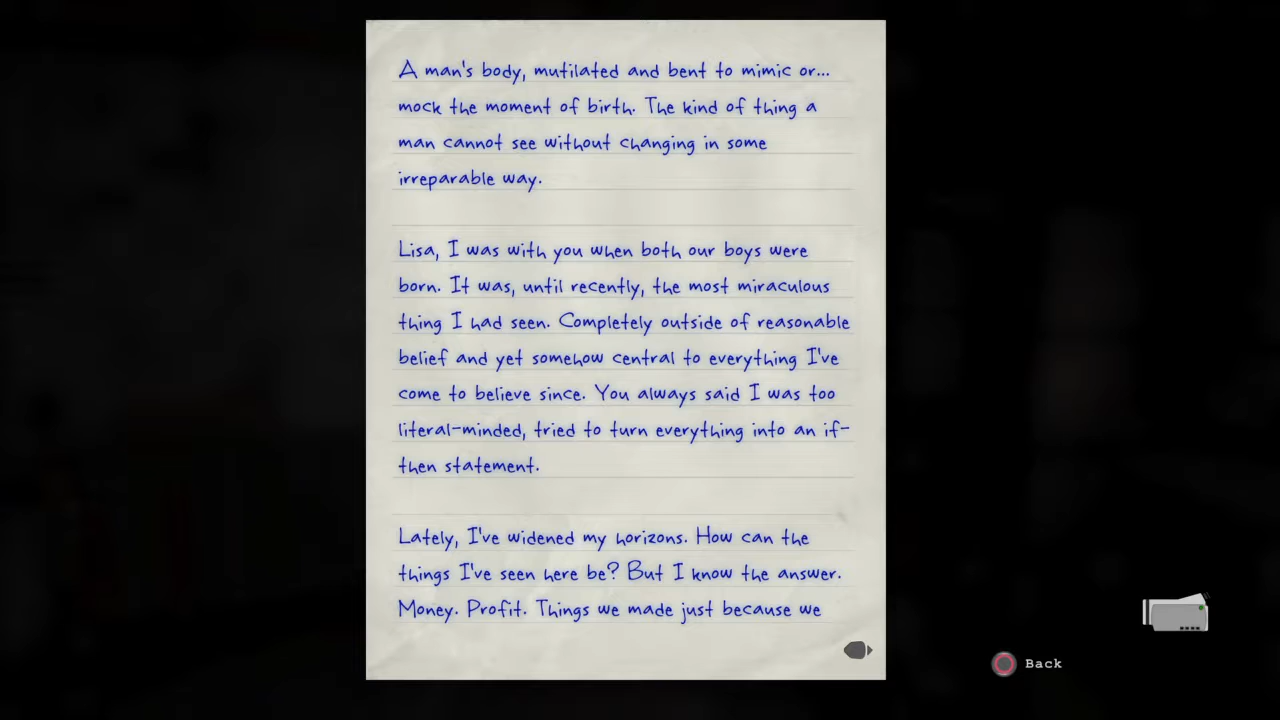 A man's body, mutilated and bent to mimic or...
mock the moment of birth. The kind of thing a
man cannot see without changing in some
irreparable way.
Lisa, I was with you when both our boys were
born. It was, until recently, the most miraculous
thing I had seen. Completely outside of reasonable
belief and yet somehow central to everything I've
come to believe since. You always said I was too
literal-minded, tried to turn everything into an if-
then statement.
Lately, I've widened my horizons. How can the
things I've seen here be? But I know the answer.
Money. Profit. Things we made just because we
Back